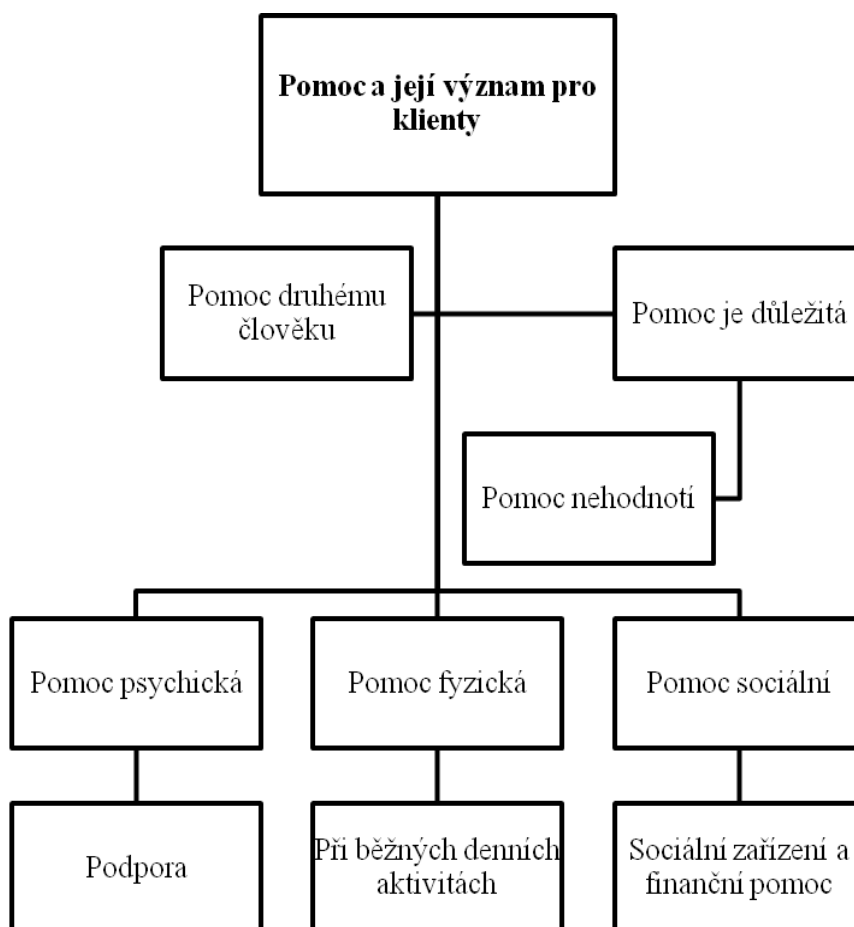 Pomoc a její význam pro
klienty
Pomoc druhému
člověku
Pomoc je důležitá
Pomoc nehodnotí
Pomoc psychická
Pomoc fyzická
Pomoc sociální
Podpora
Při běžných denních
aktivitách
Sociální zařízení a
finanční pomoc